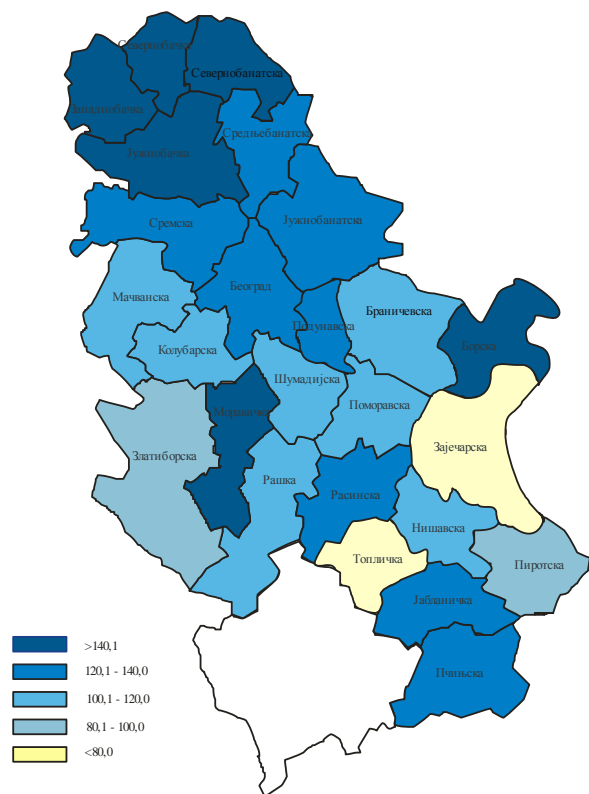 Севернобачка
Севернобанатска
Западнобачка
Средњебанатска
Јужнобачка
Јужнобанатска
Сремска
Београд
Мачванска
Подунавска
Браничевска
Борска
Колубарска
Шумадијска
Поморавска
Моравичка
Златиборска
Зајечарска
Рашка
Расинска
Нишавска
Топличка
Пиротска
Јабланичка
Пчињска
>140,1
120,1 - 140,0
100,1 - 120,0
80,1 - 100,0
<80,0